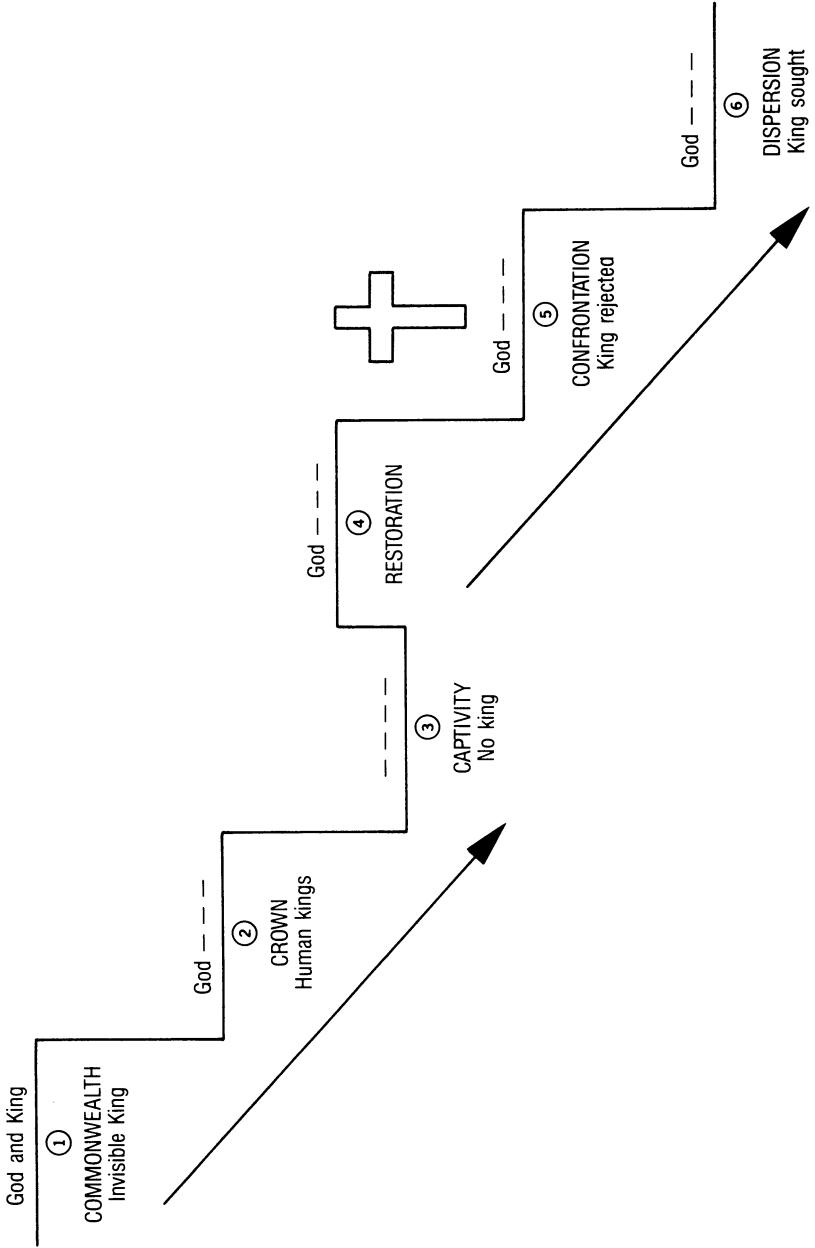 God and King
1
COMMONWEALTH
Invisible King
God — — —
2
CROWN
Human kings
— — — —
3
CAPTIVITY
No king
God — — —
4
RESTORATION
God — — —
5
CONFRONTATION
King rejected
God — — —
6
DISPERSION
King sought